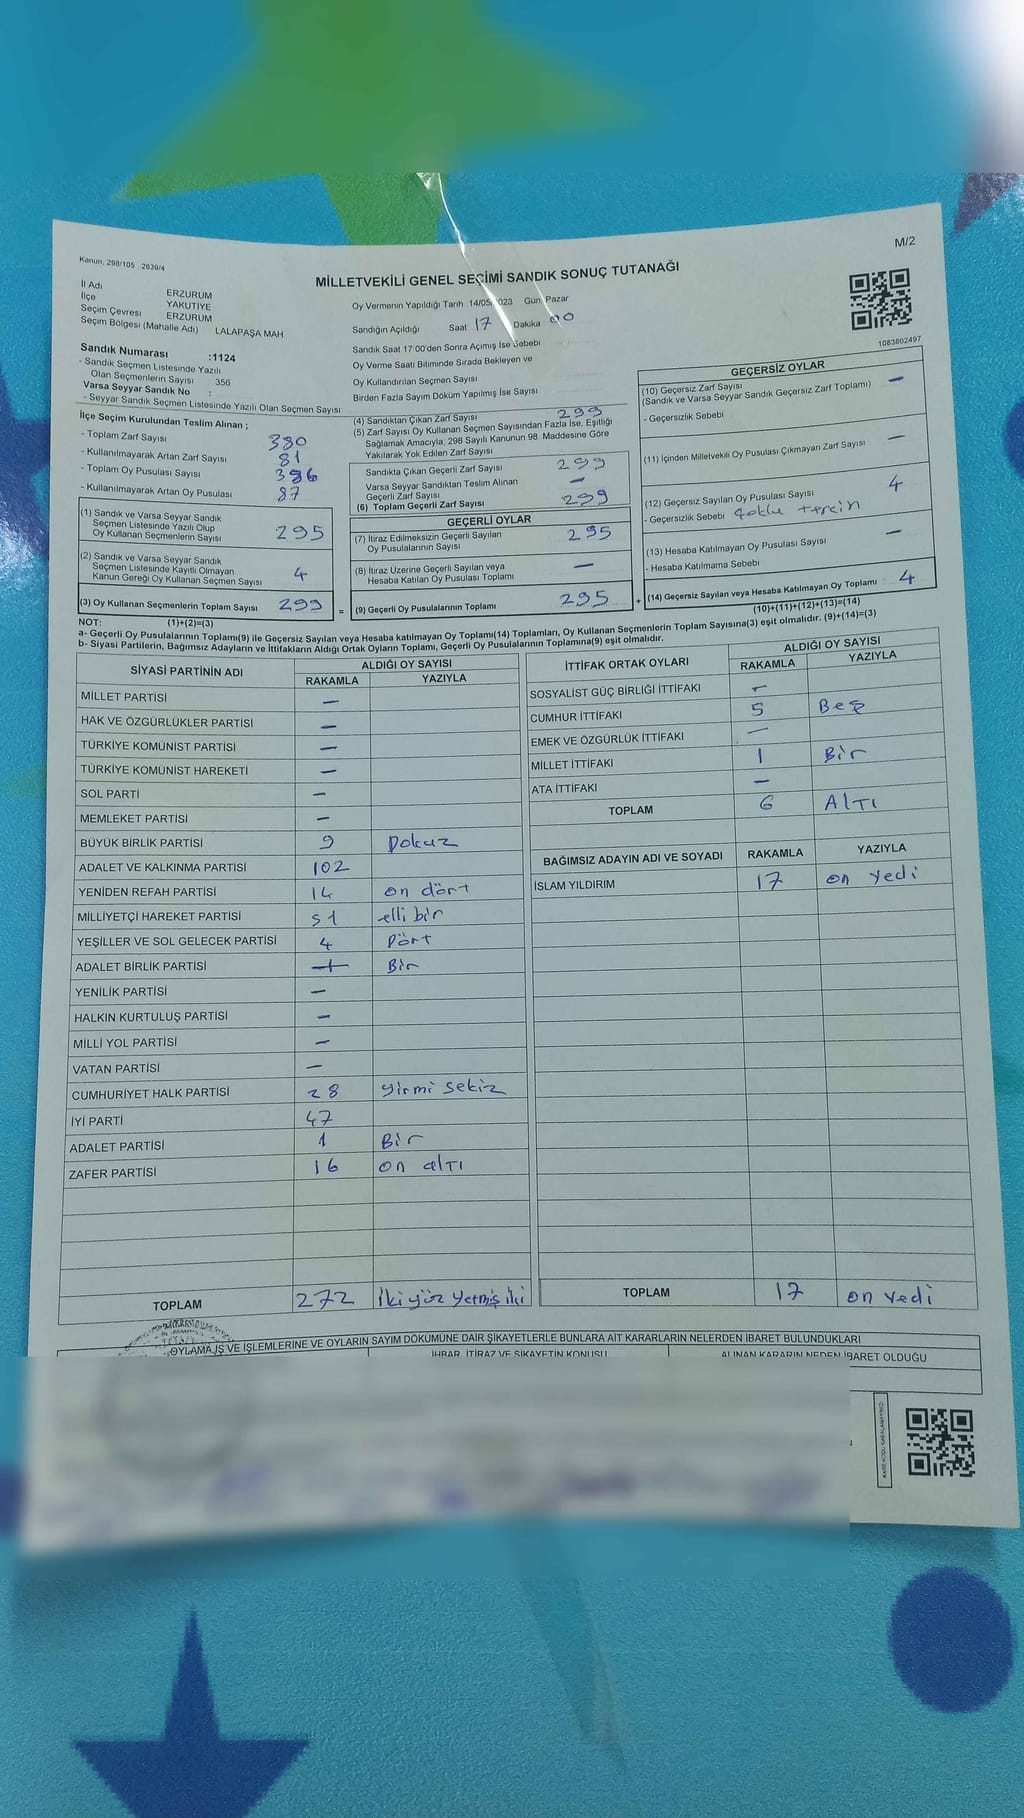 M/2
Kanun. 298/105 2839/4
MİLLETVEKİLİ GENEL SEÇİMİ SANDIK SONUÇ TUTANAĞI
1083802497
İl Adı ERZURUM
İlçe YAKUTİYE
Seçim Çevresi ERZURUM
Seçim Bölgesi (Mahalle Adı) LALAPAŞA MAH.
Sandık Numarası :1124
- Sandık Seçmen Listesinde Yazılı
Olan Seçmenlerin Sayısı 356
Varsa Seyyar Sandık No :
- Seyyar Sandık Seçmen Listesinde Yazılı Olan Seçmen Sayısı:
Oy Vermenin Yapıldığı Tarih 14/05/2023 Gün Pazar
Sandığın Açıldığı Saat 17 Dakika 00
Sandık Saat 17:00'den Sonra Açımış İse Sebebi
Oy Verme Saati Bitiminde Sırada Bekleyen ve
Oy Kullandırılan Seçmen Sayısı
Birden Fazla Sayım Döküm Yapılmış İse Sayısı
İlçe Seçim Kurulundan Teslim Alınan ;
- Toplam Zarf Sayısı 380
- Kullanılmayarak Artan Zarf Sayısı 81
- Toplam Oy Pusulası Sayısı
- Kullanılmayarak Artan Oy Pusulası 87
(1) Sandık ve Varsa Seyyar Sandık
Seçmen Listesinde Yazılı Olup
Oy Kullanan Seçmenlerin Sayısı 295
(2) Sandık ve Varsa Seyyar Sandık
Seçmen Listesinde Kayıtlı Olmayan
Kanun Gereği Oy Kullanan Seçmen Sayısı 4
(3) Oy Kullanan Seçmenlerin Toplam Sayısı 299 =
(1)+(2)=(3)
(4) Sandıktan Çıkan Zarf Sayısı 299
(5) Zarf Sayısı Oy Kullanan Seçmen Sayısından Fazla İse, Eşitliği
Sağlamak Amacıyla, 298 Sayılı Kanunun 98. Maddesine Göre
Yakılarak Yok Edilen Zarf Sayısı
Sandıkta Çıkan Geçerli Zarf Sayısı 299
Varsa Seyyar Sandıktan Teslim Alınan
Geçerli Zarf Sayısı —
(6) Toplam Geçerli Zarf Sayısı 299
GEÇERLİ OYLAR
(7) İtiraz Edilmeksizin Geçerli Sayılan
Oy Pusulalarının Sayısı 295
(8) İtiraz Üzerine Geçerli Sayılan veya
Hesaba Katılan Oy Pusulası Toplamı —
(9) Geçerli Oy Pusulalarının Toplamı 295 +
GEÇERSİZ OYLAR
(10) Geçersiz Zarf Sayısı
(Sandık ve Varsa Seyyar Sandık Geçersiz Zarf Toplamı) —
- Geçersizlik Sebebi
(11) İçinden Milletvekili Oy Pusulası Çıkmayan Zarf Sayısı —
(12) Geçersiz Sayılan Oy Pusulası Sayısı 4
- Geçersizlik Sebebi çoklu tercih
(13) Hesaba Katılmayan Oy Pusulası Sayısı —
- Hesaba Katılmama Sebebi
(14) Geçersiz Sayılan veya Hesaba Katılmayan Oy Toplamı 4
(10)+(11)+(12)+(13)=(14)
NOT:
a- Geçerli Oy Pusulalarının Toplamı(9) ile Geçersiz Sayılan veya Hesaba katılmayan Oy Toplamı(14) Toplamları, Oy Kullanan Seçmenlerin Toplam Sayısına(3) eşit olmalıdır. (9)+(14)=(3)
b- Siyasi Partilerin, Bağımsız Adayların ve İttifakların Aldığı Ortak Oyların Toplamı, Geçerli Oy Pusulalarının Toplamına(9) eşit olmalıdır.
SİYASİ PARTİNİN ADI ALDIĞI OY SAYISI
RAKAMLA YAZIYLA
MİLLET PARTİSİ —
HAK VE ÖZGÜRLÜKLER PARTİSİ —
TÜRKİYE KOMÜNİST PARTİSİ —
TÜRKİYE KOMÜNİST HAREKETİ —
SOL PARTİ —
MEMLEKET PARTİSİ —
BÜYÜK BİRLİK PARTİSİ 9 Dokuz
ADALET VE KALKINMA PARTİSİ 102
YENİDEN REFAH PARTİSİ 14 on dört
MİLLİYETÇİ HAREKET PARTİSİ 51 elli bir
YEŞİLLER VE SOL GELECEK PARTİSİ 4 Dört
ADALET BİRLİK PARTİSİ Bir
YENİLİK PARTİSİ —
HALKIN KURTULUŞ PARTİSİ —
MİLLİ YOL PARTİSİ —
VATAN PARTİSİ —
CUMHURİYET HALK PARTİSİ 28 yirmi sekiz
İYİ PARTİ 47
ADALET PARTİSİ 1 Bir
ZAFER PARTİSİ 16 on altı
TOPLAM 272 iki yüz yetmiş iki
İTTİFAK ORTAK OYLARI ALDIĞI OY SAYISI
RAKAMLA YAZIYLA
SOSYALİST GÜÇ BİRLİĞİ İTTİFAKI —
CUMHUR İTTİFAKI 5 Beş
EMEK VE ÖZGÜRLÜK İTTİFAKI —
MİLLET İTTİFAKI 1 Bir
ATA İTTİFAKI —
TOPLAM 6 ALTI
BAĞIMSIZ ADAYIN ADI VE SOYADI RAKAMLA YAZIYLA
İSLAM YILDIRIM 17 on yedi
TOPLAM 17 on yedi
OYLAMA İŞ VE İŞLEMLERİNE VE OYLARIN SAYIM DÖKÜMÜNE DAİR ŞİKAYETLERLE BUNLARA AİT KARARLARIN NELERDEN İBARET BULUNDUKLARI
İHBAR, İTİRAZ VE ŞİKAYETİN KONUSU ALINAN KARARIN NEDEN İBARET OLDUĞU